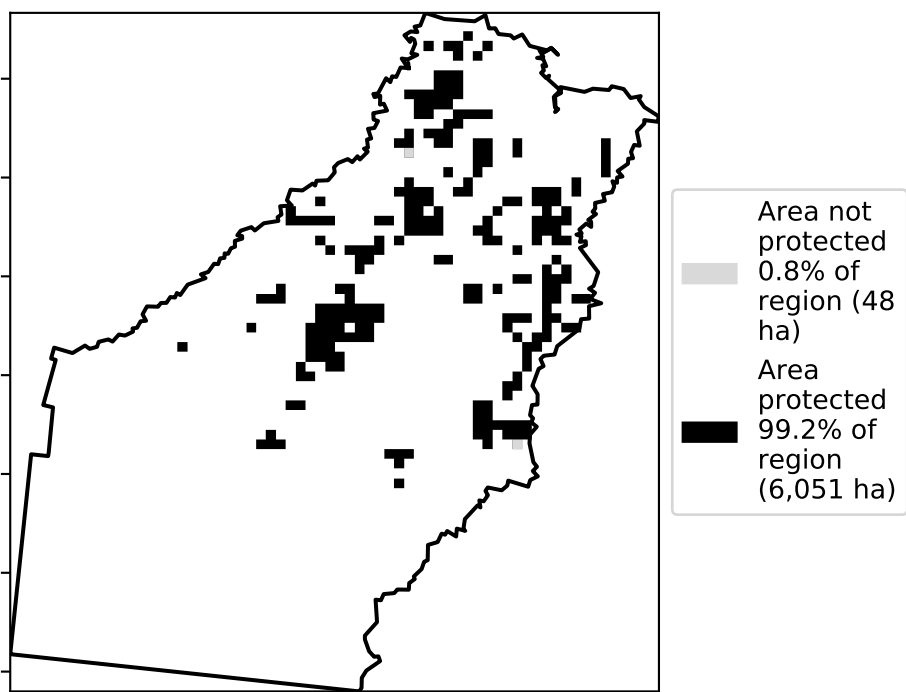 Area not
protected
0.8% of
region (48
ha)
Area
protected
99.2% of
region
(6,051 ha)